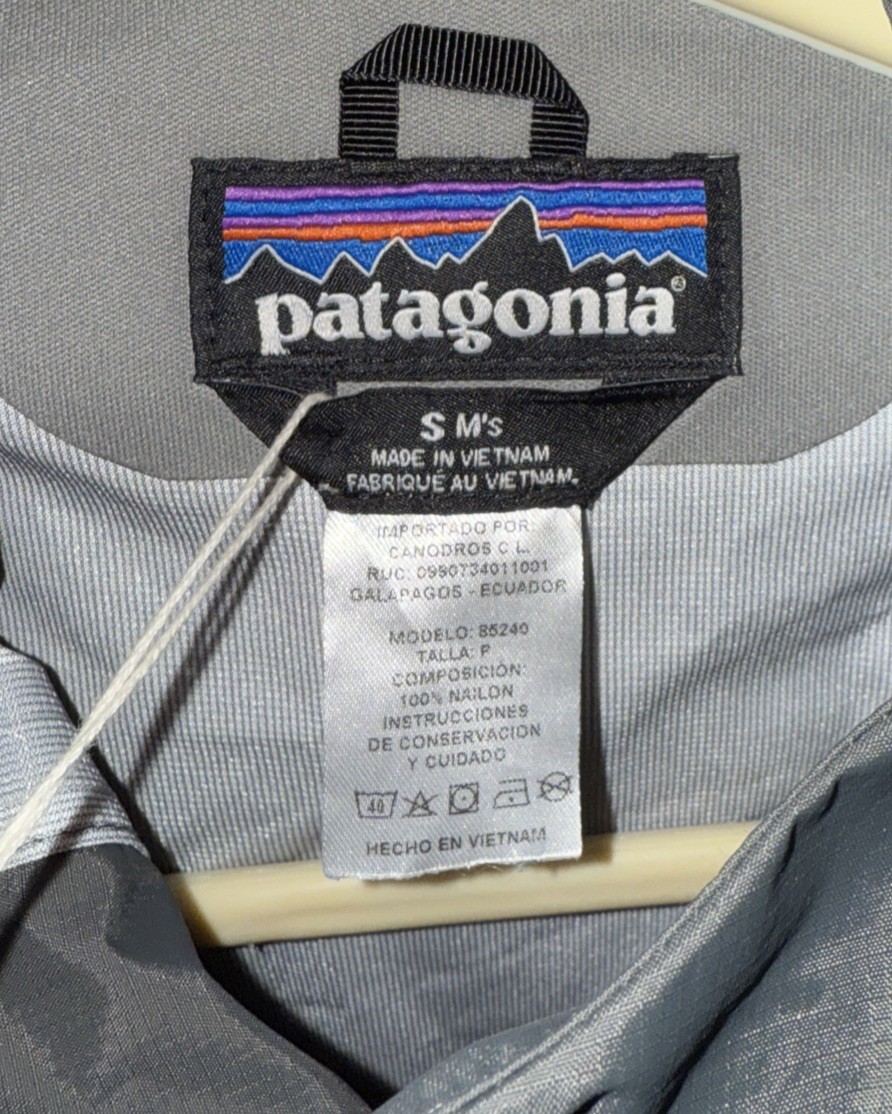 patagonia®
S M's
MADE IN VIETNAM
FABRIQUÉ AU VIETNAM.
IMPORTADO POR:
CANODROS C L.
RUC: 0990734011001
GALAPAGOS - ECUADOR
MODELO: 85240
TALLA: P
COMPOSICIÓN:
100% NAILON
INSTRUCCIONES
DE CONSERVACION
Y CUIDADO
40
HECHO EN VIETNAM